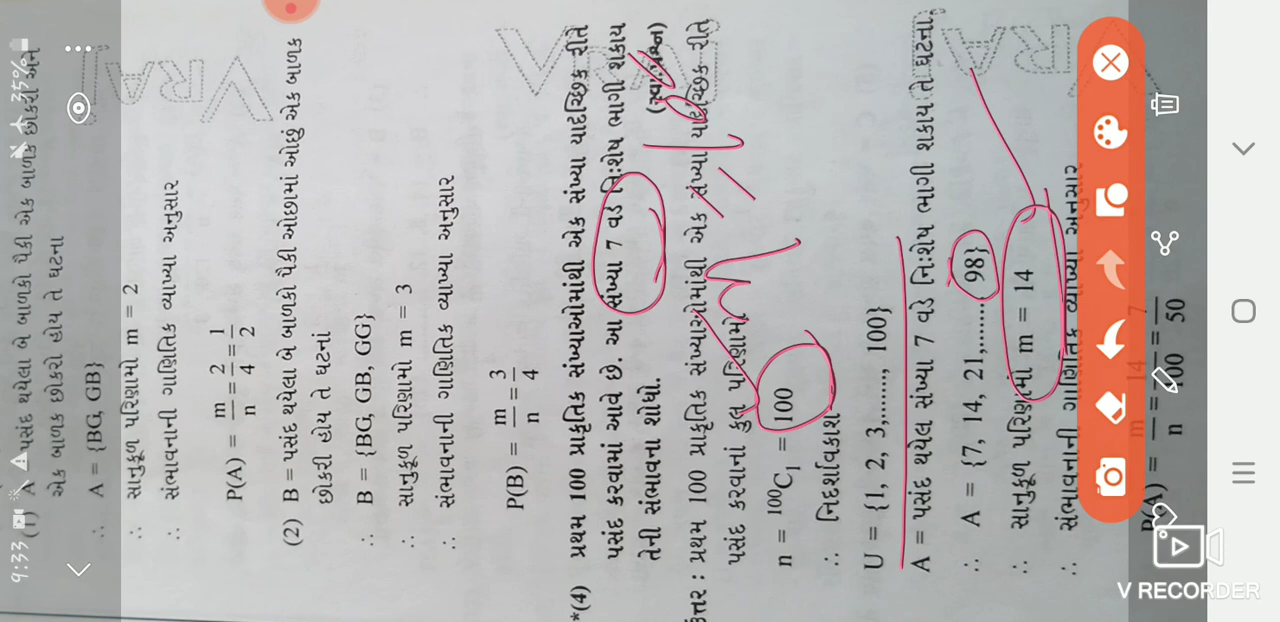 9:33
35%
(1) A = પસંદ થયેલા બે બાળકો પૈકી એક બાળક છોકરી અને
એક બાળક છોકરો હોય તે ઘટના
∴ A = {BG, GB}
∴ સાનુકૂળ પરિણામો m = 2
∴ સંભાવનાની ગાણિતિક વ્યાખ્યા અનુસાર
P(A) = m/n = 2/4 = 1/2
(2) B = પસંદ થયેલા બે બાળકો પૈકી ઓછામાં ઓછું એક બાળક
છોકરી હોય તે ઘટનાં
∴ B = {BG, GB, GG}
∴ સાનુકૂળ પરિણામો m = 3
∴ સંભાવનાની ગાણિતિક વ્યાખ્યા અનુસાર
P(B) = m/n = 3/4
*(4) પ્રથમ 100 પ્રાકૃતિક સંખ્યાઓમાંથી એક સંખ્યા યાદચ્છિક રીતે
પસંદ કરવામાં આવે છે. આ સંખ્યા 7 વડે નિઃશેષ ભાગી શકાય
તેની સંભાવના શોધો.
ઉત્તર : પ્રથમ 100 પ્રાકૃતિક સંખ્યાઓમાંથી એક સંખ્યા યાદચ્છિક રીતે
પસંદ કરવાનાં કુલ પરિણામો
n = ¹⁰⁰C₁ = 100
∴ નિદર્શાવકાશ
U = {1, 2, 3,........, 100}
A = પસંદ થયેલ સંખ્યા 7 વડે નિઃશેષ ભાગી શકાય તે ઘટના
∴ A = {7, 14, 21,........ 98}
∴ સાનુકૂળ પરિણામાં m = 14
∴ સંભાવનાની ગાણિતિક વ્યાખ્યા અનુસાર
P(A) = m/n = 14/100 = 7/50
V RECORDER